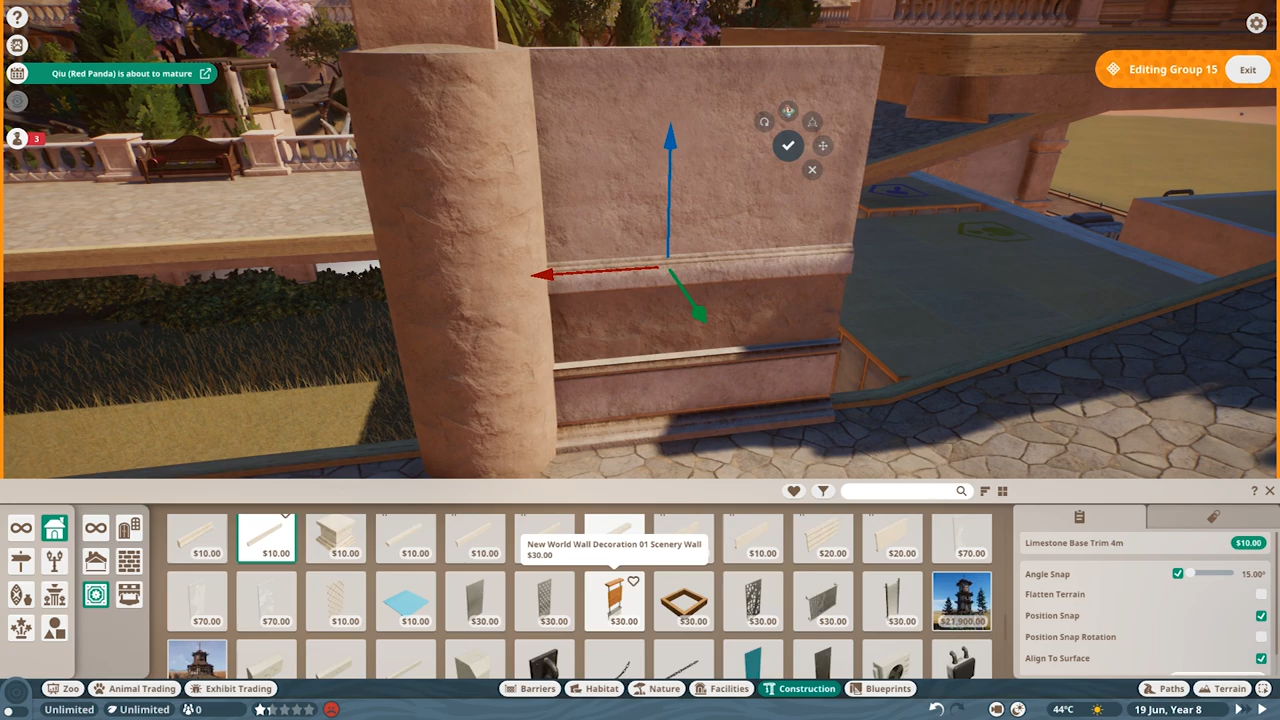 Qiu (Red Panda) is about to mature
3
Editing Group 15
Exit
$10.00
$10.00
$10.00
$10.00
$10.00
New World Wall Decoration 01 Scenery Wall
$30.00
$10.00
$20.00
$20.00
$70.00
$70.00
$70.00
$10.00
$10.00
$30.00
$30.00
$30.00
$30.00
$30.00
$30.00
$30.00
$21,900.00
Limestone Base Trim 4m
$10.00
Angle Snap
15.00°
Flatten Terrain
Position Snap
Position Snap Rotation
Align To Surface
Zoo
Animal Trading
Exhibit Trading
Barriers
Habitat
Nature
Facilities
Construction
Blueprints
Paths
Terrain
Unlimited
Unlimited
0
44°C
19 Jun, Year 8